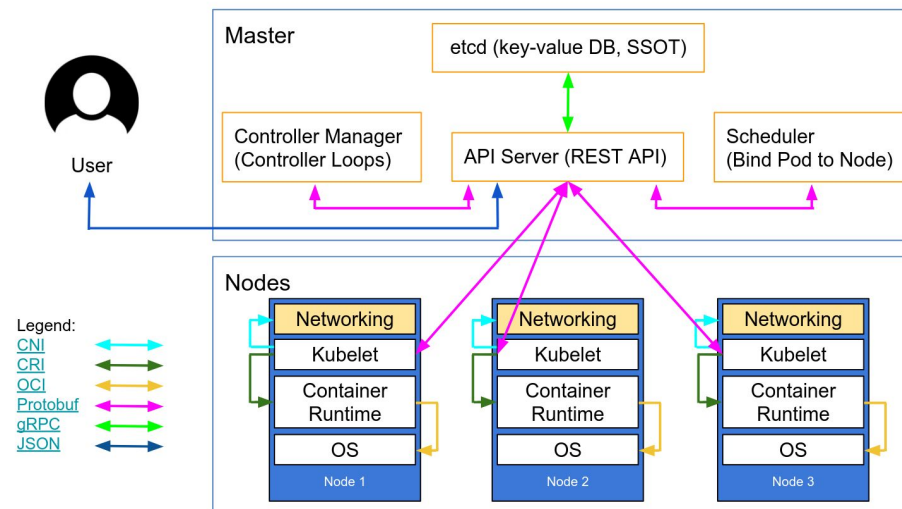 Master
etcd (key-value DB, SSOT)
Controller Manager
(Controller Loops)
API Server (REST API)
Scheduler
(Bind Pod to Node)
User
Nodes
Networking
Kubelet
Container
Runtime
OS
Node 1
Networking
Kubelet
Container
Runtime
OS
Node 2
Networking
Kubelet
Container
Runtime
OS
Node 3
Legend:
CNI
CRI
OCI
Protobuf
gRPC
JSON